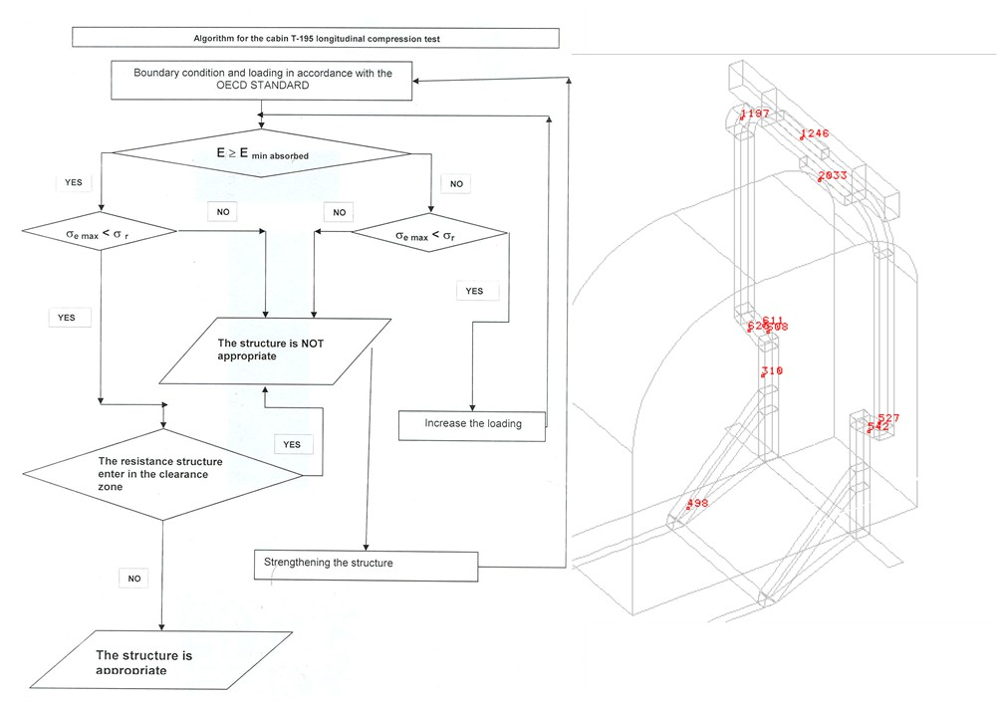 Algorithm for the cabin T-195 longitudinal compression test
Boundary condition and loading in accordance with the
OECD STANDARD
E ≥ E min absorbed
YES
NO
NO
NO
σe max < σ r
σe max < σr
YES
YES
The structure is NOT
appropriate
Increase the loading
YES
The resistance structure
enter in the clearance
zone
Strengthening the structure
NO
The structure is
appropriate
1197
1246
2033
611
608
310
527
542
498